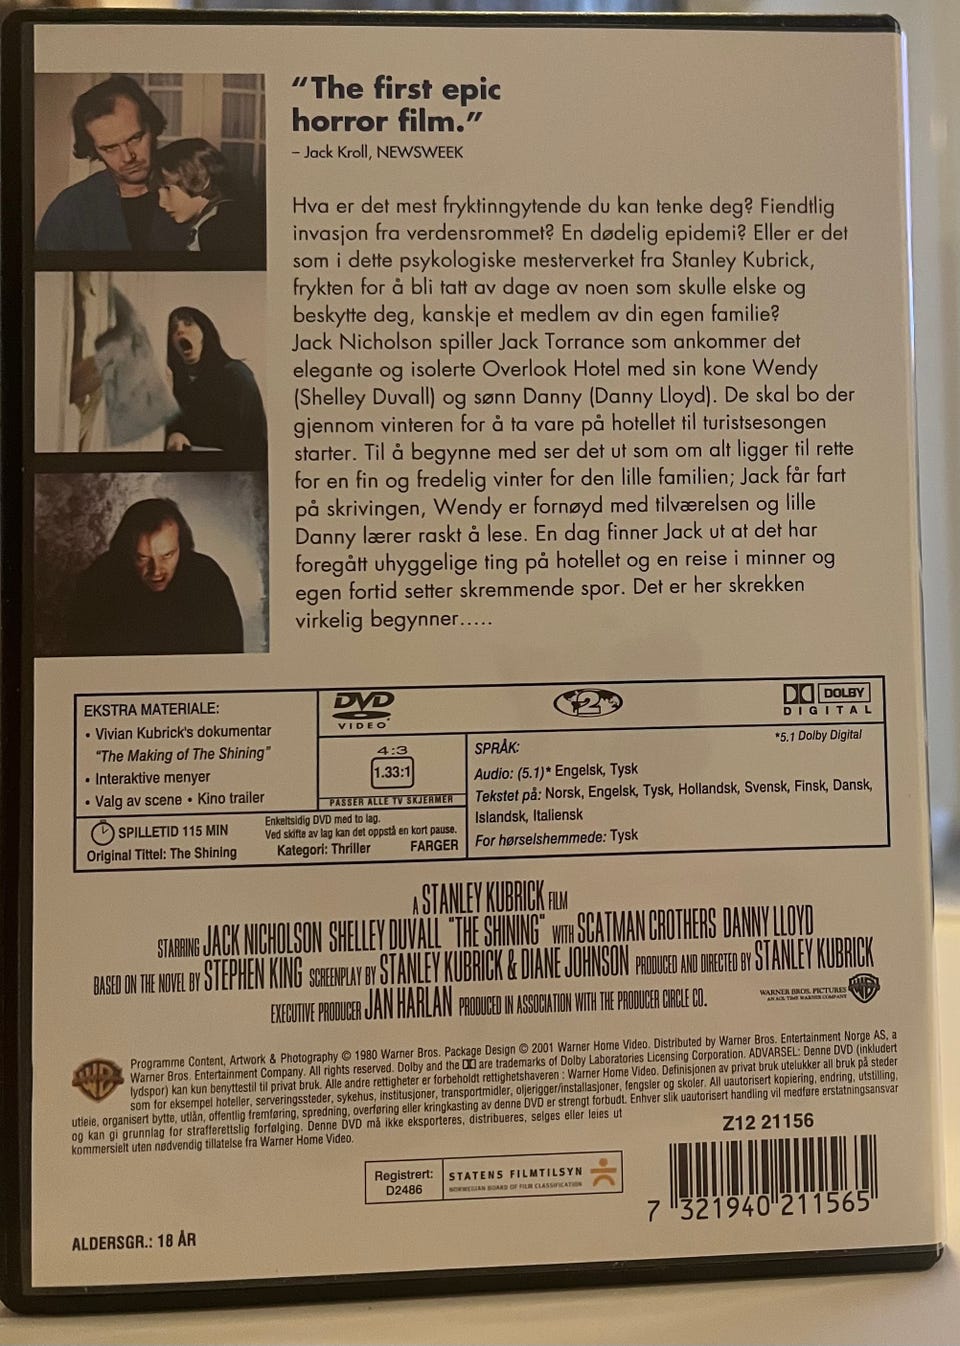 “The first epic
horror film.”
– Jack Kroll, NEWSWEEK
Hva er det mest fryktinngytende du kan tenke deg? Fiendtlig
invasjon fra verdensrommet? En dødelig epidemi? Eller er det
som i dette psykologiske mesterverket fra Stanley Kubrick,
frykten for å bli tatt av dage av noen som skulle elske og
beskytte deg, kanskje et medlem av din egen familie?
Jack Nicholson spiller Jack Torrance som ankommer det
elegante og isolerte Overlook Hotel med sin kone Wendy
(Shelley Duvall) og sønn Danny (Danny Lloyd). De skal bo der
gjennom vinteren for å ta vare på hotellet til turistsesongen
starter. Til å begynne med ser det ut som om alt ligger til rette
for en fin og fredelig vinter for den lille familien; Jack får fart
på skrivingen, Wendy er fornøyd med tilværelsen og lille
Danny lærer raskt å lese. En dag finner Jack ut at det har
foregått uhyggelige ting på hotellet og en reise i minner og
egen fortid setter skremmende spor. Det er her skrekken
virkelig begynner.....
EKSTRA MATERIALE:
• Vivian Kubrick's dokumentar
"The Making of The Shining"
• Interaktive menyer
• Valg av scene • Kino trailer
DVD
VIDEO
2
DOLBY
DIGITAL
*5.1 Dolby Digital
4:3
1.33:1
PASSER ALLE TV SKJERMER
SPRÅK:
Audio: (5.1)* Engelsk, Tysk
Tekstet på: Norsk, Engelsk, Tysk, Hollandsk, Svensk, Finsk, Dansk,
Islandsk, Italiensk
For hørselshemmede: Tysk
SPILLETID 115 MIN
Enkeltsidig DVD med to lag.
Ved skifte av lag kan det oppstå en kort pause.
Original Tittel: The Shining
Kategori: Thriller
FARGER
A STANLEY KUBRICK FILM
STARRING JACK NICHOLSON SHELLEY DUVALL "THE SHINING" WITH SCATMAN CROTHERS DANNY LLOYD
BASED ON THE NOVEL BY STEPHEN KING SCREENPLAY BY STANLEY KUBRICK & DIANE JOHNSON PRODUCED AND DIRECTED BY STANLEY KUBRICK
EXECUTIVE PRODUCER JAN HARLAN PRODUCED IN ASSOCIATION WITH THE PRODUCER CIRCLE CO.
WARNER BROS. PICTURES
AN AOL TIME WARNER COMPANY
Programme Content, Artwork & Photography © 1980 Warner Bros. Package Design © 2001 Warner Home Video. Distributed by Warner Bros. Entertainment Norge AS, a
Warner Bros. Entertainment Company. All rights reserved. Dolby and the are trademarks of Dolby Laboratories Licensing Corporation. ADVARSEL: Denne DVD (inkludert
lydspor) kan kun benyttestil til privat bruk. Alle andre rettigheter er forbeholdt rettighetshaveren : Warner Home Video. Definisjonen av privat bruk utelukker all bruk på steder
som for eksempel hoteller, serveringssteder, sykehus, institusjoner, transportmidler, oljerigger/installasjoner, fengsler og skoler. All uautorisert kopiering, endring, utstilling,
utleie, organisert bytte, utlån, offentlig fremføring, spredning, overføring eller kringkasting av denne DVD er strengt forbudt. Enhver slik uautorisert handling vil medføre erstatningsansvar
og kan gi grunnlag for strafferettslig forfølging. Denne DVD må ikke eksporteres, distribueres, selges eller leies ut
kommersielt uten nødvendig tillatelse fra Warner Home Video.
Z12 21156
Registrert:
D2486
STATENS FILMTILSYN
NORWEGIAN BOARD OF FILM CLASSIFICATION
7 321940 211565
ALDERSGR.: 18 ÅR